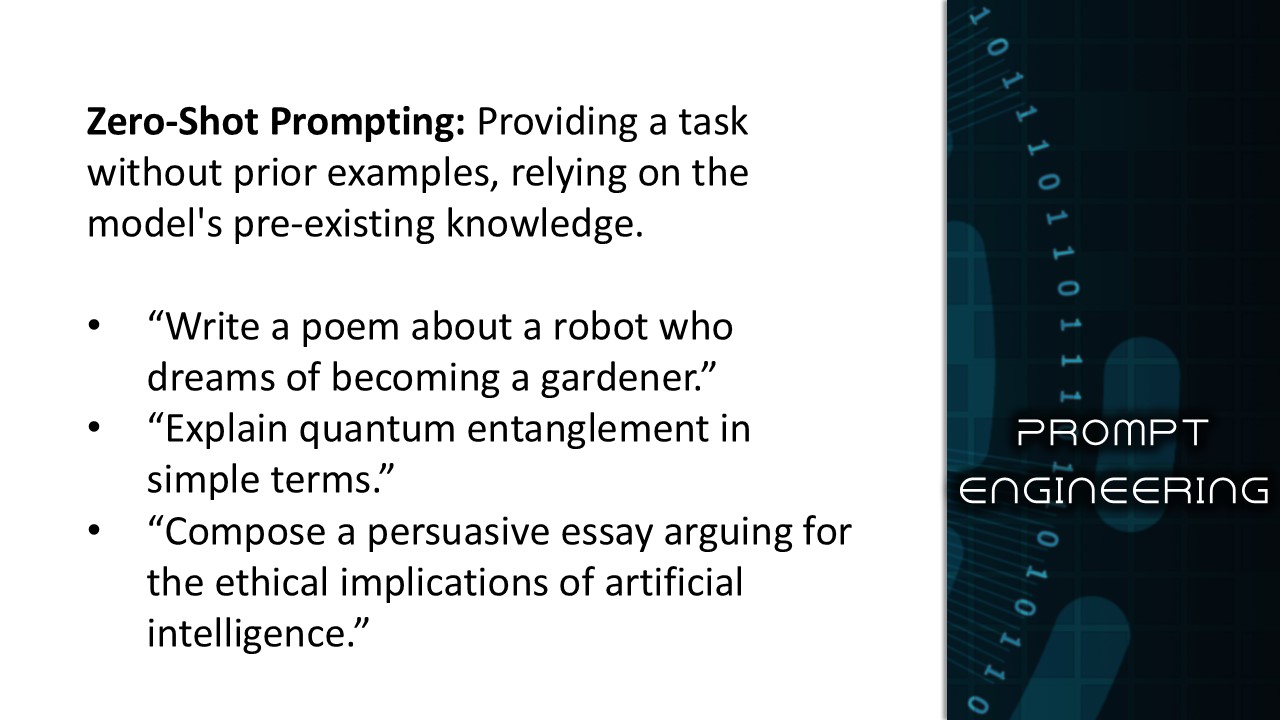 Zero-Shot Prompting: Providing a task
without prior examples, relying on the
model's pre-existing knowledge.
• “Write a poem about a robot who
dreams of becoming a gardener.”
• “Explain quantum entanglement in
simple terms.”
• “Compose a persuasive essay arguing for
the ethical implications of artificial
intelligence.”
PROMPT
ENGINEERING